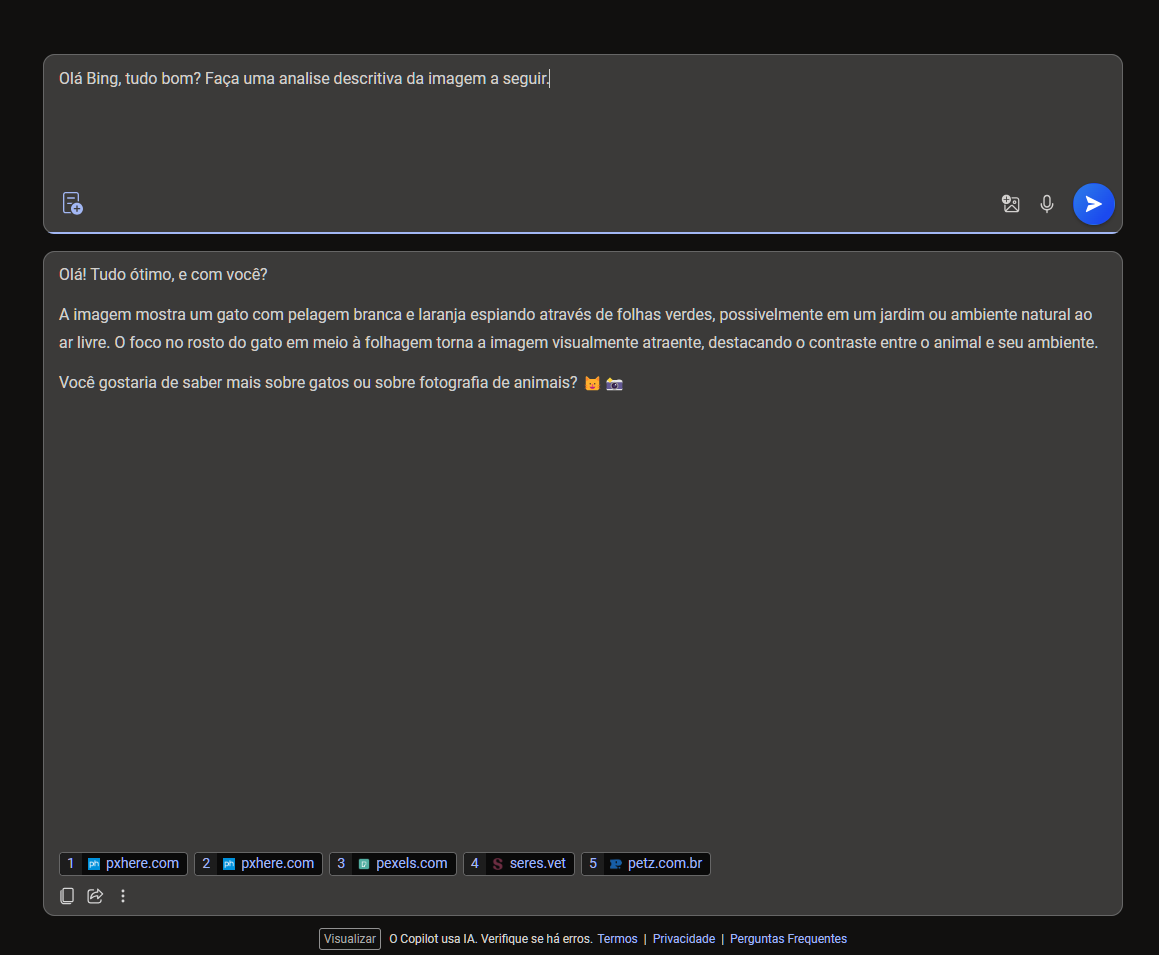 Olá Bing, tudo bom? Faça uma analise descritiva da imagem a seguir.
Olá! Tudo ótimo, e com você?
A imagem mostra um gato com pelagem branca e laranja espiando através de folhas verdes, possivelmente em um jardim ou ambiente natural ao
ar livre. O foco no rosto do gato em meio à folhagem torna a imagem visualmente atraente, destacando o contraste entre o animal e seu ambiente.
Você gostaria de saber mais sobre gatos ou sobre fotografia de animais? 🐱 📷
1 ph pxhere.com 2 ph pxhere.com 3 pexels.com 4 S seres.vet 5 petz.com.br
Visualizar O Copilot usa IA. Verifique se há erros. Termos | Privacidade | Perguntas Frequentes